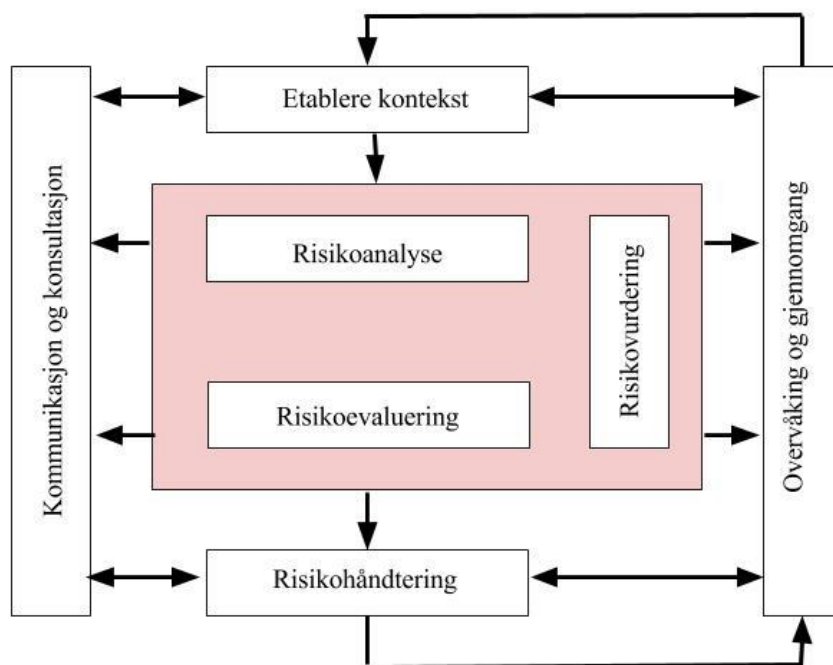 Etablere kontekst
Kommunikasjon og konsultasjon
Risikoanalyse
Risikovurdering
Risikoevaluering
Overvåking og gjennomgang
Risikohåndtering